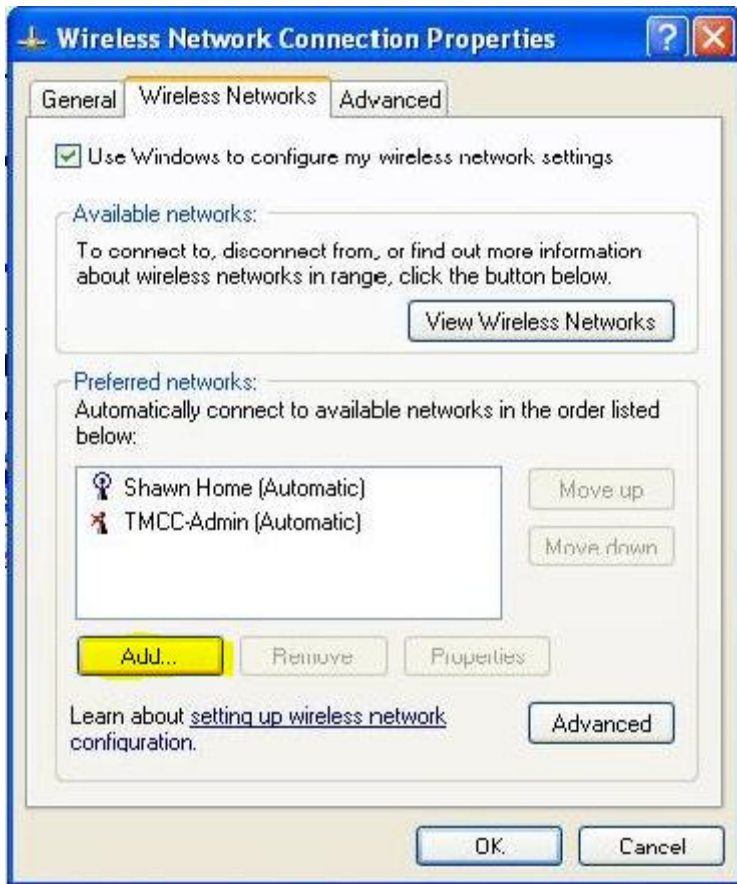 Wireless Network Connection Properties
General Wireless Networks Advanced
Use Windows to configure my wireless network settings
Available networks:
To connect to, disconnect from, or find out more information
about wireless networks in range, click the button below.
View Wireless Networks
Preferred networks:
Automatically connect to available networks in the order listed
below:
Shawn Home (Automatic)
TMCC-Admin (Automatic)
Move up
Move down
Add... Remove Properties
Learn about setting up wireless network
configuration.
Advanced
OK Cancel